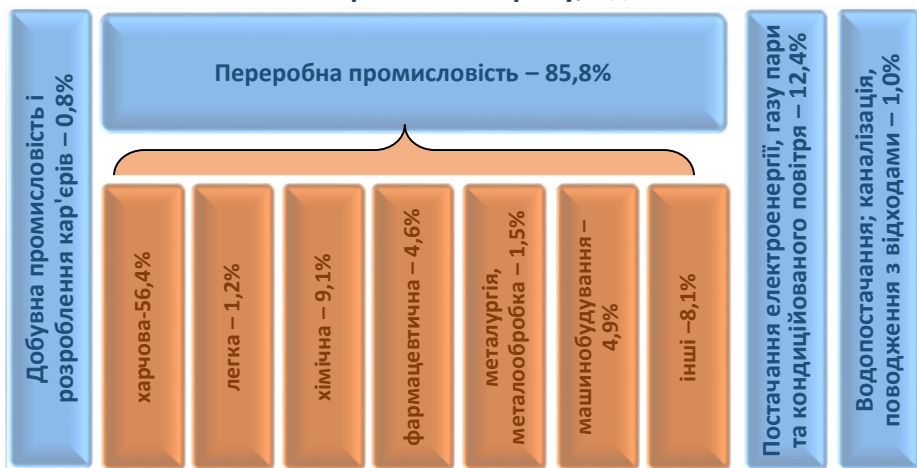 Добувна промисловість і
розроблення кар'єрів – 0,8%
Переробна промисловість – 85,8%
харчова-56,4%
легка – 1,2%
хімічна – 9,1%
фармацевтична – 4,6%
металургія,
металообробка – 1,5%
машинобудування –
4,9%
інші –8,1%
Постачання електроенергії, газу пари
та кондиційованого повітря – 12,4%
Водопостачання; каналізація,
поводження з відходами – 1,0%